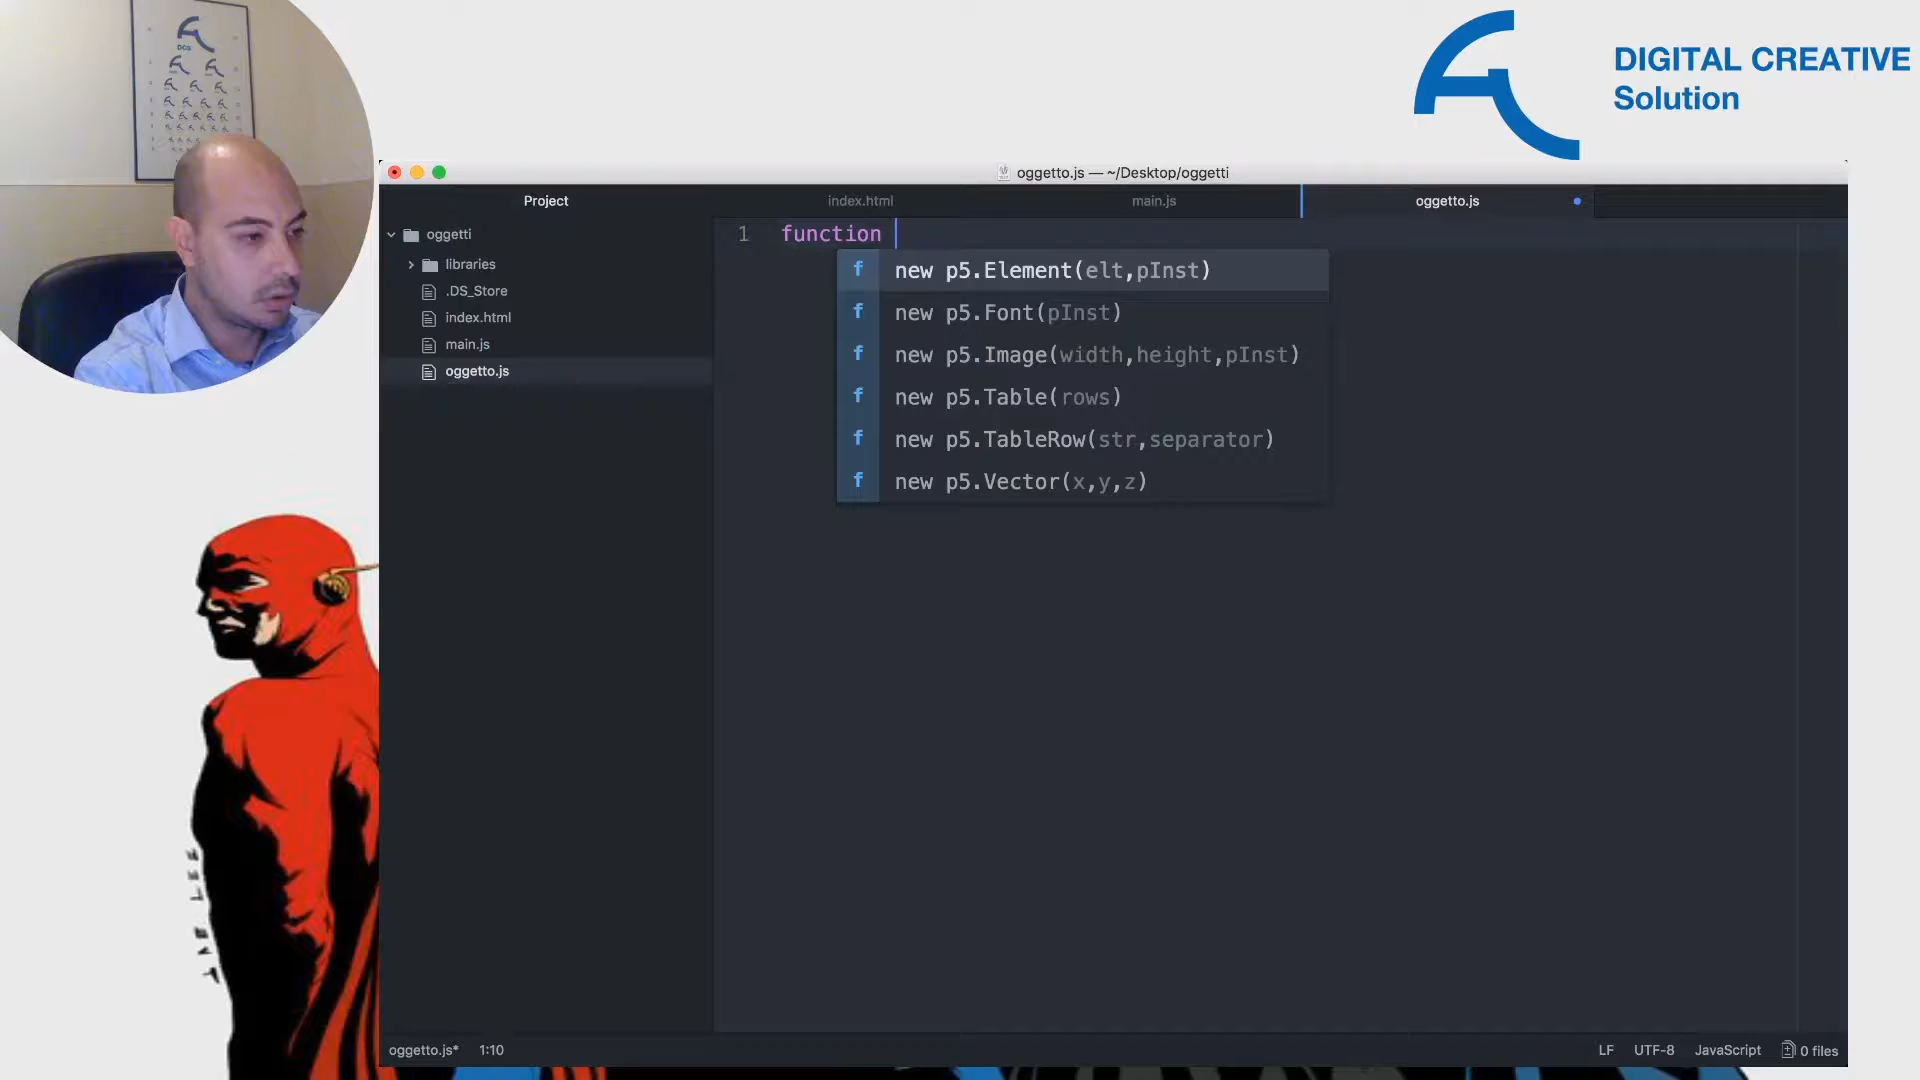 DCS
DIGITAL CREATIVE
Solution
oggetto.js — ~/Desktop/oggetti
Project
index.html
main.js
oggetto.js
oggetti
libraries
.DS_Store
index.html
main.js
oggetto.js
1 function
f new p5.Element(elt,pInst)
f new p5.Font(pInst)
f new p5.Image(width,height,pInst)
f new p5.Table(rows)
f new p5.TableRow(str,separator)
f new p5.Vector(x,y,z)
JAE LEE
oggetto.js* 1:10
LF UTF-8 JavaScript 0 files